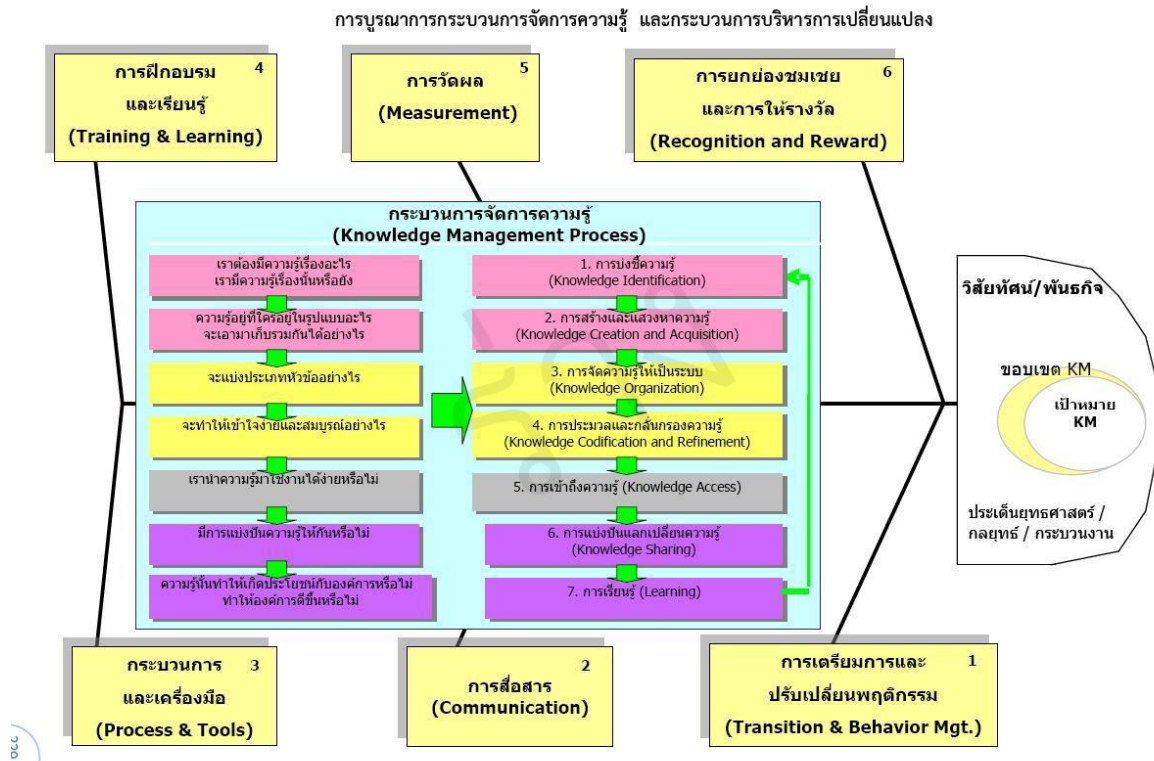 การบูรณาการกระบวนการจัดการความรู้ และกระบวนการบริหารการเปลี่ยนแปลง
การฝึกอบรม 4
และเรียนรู้
(Training & Learning)
5
การวัดผล
(Measurement)
6
การยกย่องชมเชย
และการให้รางวัล
(Recognition and Reward)
กระบวนการจัดการความรู้
(Knowledge Management Process)
เราต้องมีความรู้เรื่องอะไร
เรามีความรู้เรื่องนั้นหรือยัง
ความรู้อยู่ที่ใครอยู่ในรูปแบบอะไร
จะเอามาเก็บรวมกันได้อย่างไร
จะแบ่งประเภทหัวข้ออย่างไร
จะทำให้เข้าใจง่ายและสมบูรณ์อย่างไร
เรานำความรู้มาใช้งานได้ง่ายหรือไม่
มีการแบ่งปันความรู้ให้กันหรือไม่
ความรู้นั้นทำให้เกิดประโยชน์กับองค์การหรือไม่
ทำให้องค์การดีขึ้นหรือไม่
1. การบ่งชี้ความรู้
(Knowledge Identification)
2. การสร้างและแสวงหาความรู้
(Knowledge Creation and Acquisition)
3. การจัดความรู้ให้เป็นระบบ
(Knowledge Organization)
4. การประมวลและกลั่นกรองความรู้
(Knowledge Codification and Refinement)
5. การเข้าถึงความรู้ (Knowledge Access)
6. การแบ่งปันแลกเปลี่ยนความรู้
(Knowledge Sharing)
7. การเรียนรู้ (Learning)
วิสัยทัศน์/พันธกิจ
ขอบเขต KM
เป้าหมาย
KM
ประเด็นยุทธศาสตร์ /
กลยุทธ์ / กระบวนงาน
กระบวนการ 3
และเครื่องมือ
(Process & Tools)
2
การสื่อสาร
(Communication)
การเตรียมการและ 1
ปรับเปลี่ยนพฤติกรรม
(Transition & Behavior Mgt.)